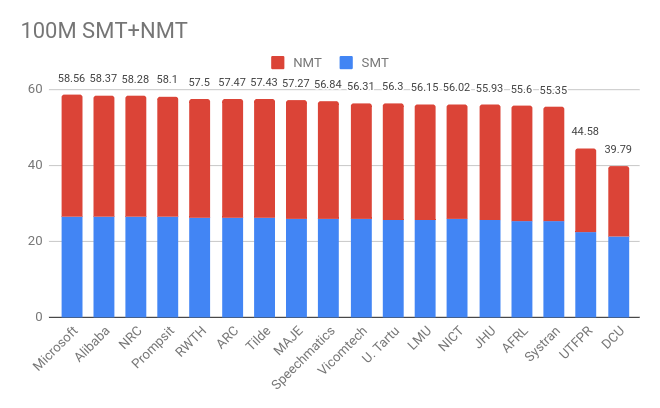 100M SMT+NMT
NMT SMT
58.56 58.37 58.28 58.1 57.5 57.47 57.43 57.27 56.84 56.31 56.3 56.15 56.02 55.93 55.6 55.35
60
44.58
39.79
40
20
0
Microsoft Alibaba NRC Prompsit RWTH ARC Tilde MAJE Speechmatics Vicomtech U. Tartu LMU NICT JHU AFRL Systran UTFPR DCU